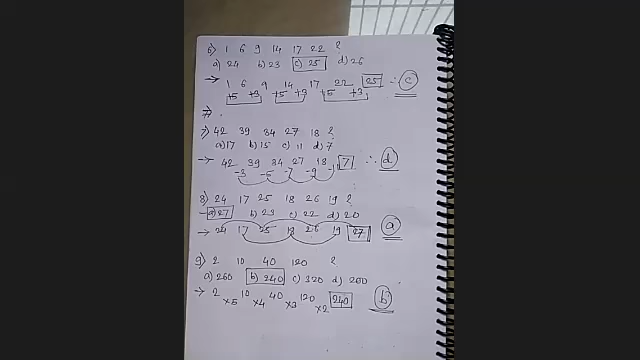 6) 1 6 9 14 17 22 ?
a) 24 b) 23 c) 25 d) 26
→ 1 6 9 14 17 22 25 ∴ c
+5 +3 +5 +3 +5 +3
7) 42 39 34 27 18 ?
a) 17 b) 15 c) 11 d) 7
→ 42 39 34 27 18 7 ∴ d
-3 -5 -7 -9 -11
8) 24 17 25 18 26 19 ?
a) 27 b) 23 c) 22 d) 20
→ 24 17 25 18 26 19 27 a
9) 2 10 40 120 ?
a) 260 b) 240 c) 320 d) 200
→ 2 10 40 120 240 b
×5 ×4 ×3 ×2